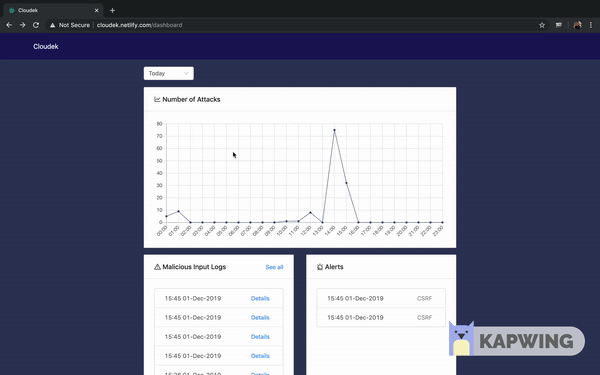 Cloudek
Not Secure | cloudek.netlify.com/dashboard
Cloudek
Today
Number of Attacks
80
70
60
50
40
30
20
10
0
00:00 01:00 02:00 03:00 04:00 05:00 06:00 07:00 08:00 09:00 10:00 11:00 12:00 13:00 14:00 15:00 16:00 17:00 18:00 19:00 20:00 21:00 22:00 23:00
Malicious Input Logs See all
15:45 01-Dec-2019 Details
15:45 01-Dec-2019 Details
15:45 01-Dec-2019 Details
15:45 01-Dec-2019 Details
01-Dec-2019 Details
Alerts
15:45 01-Dec-2019 CSRF
15:45 01-Dec-2019 CSRF
KAPWING